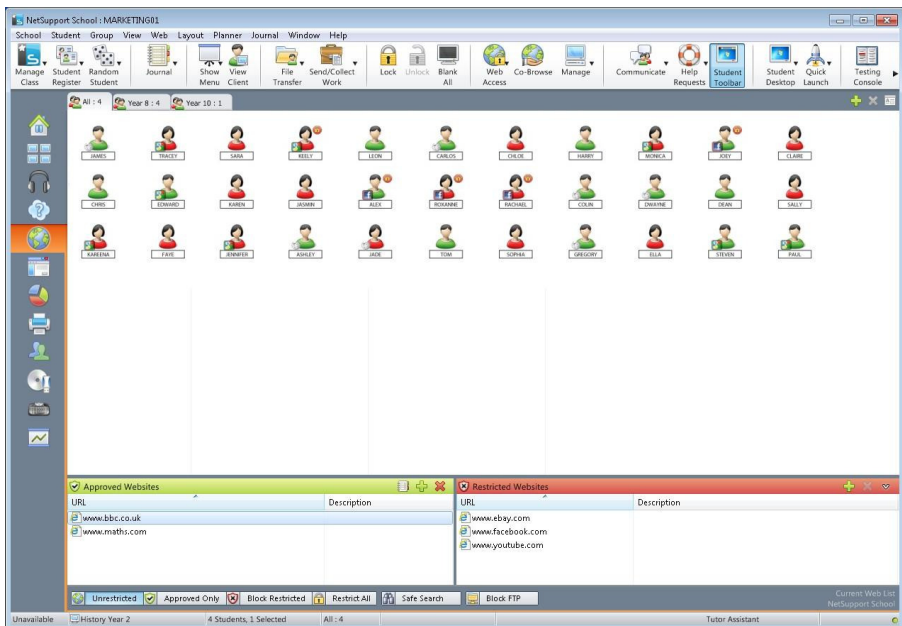 NetSupport School : MARKETING01
School Student Group View Web Layout Planner Journal Window Help
Manage Class
Student Register
Random Student
Journal
Show Menu
View Client
File Transfer
Send/Collect Work
Lock
Unlock
Blank All
Web Access
Co-Browse
Manage
Communicate
Help Requests
Student Toolbar
Student Desktop
Quick Launch
Testing Console
All : 4 Year 8 : 4 Year 10 : 1
JAMES TRACEY SARA KEELY LEON CARLOS CHLOE HARRY MONICA JOEY CLAIRE
CHRIS EDWARD KAREN JASMIN ALEX ROXANNE RACHAEL COLIN DWAYNE DEAN SALLY
KAREENA FAYE JENNIFER ASHLEY JADE TOM SOPHIA GREGORY ELLA STEVEN PAUL
Approved Websites
URL Description
www.bbc.co.uk
www.maths.com
Restricted Websites
URL Description
www.ebay.com
www.facebook.com
www.youtube.com
Unrestricted Approved Only Block Restricted Restrict All Safe Search Block FTP
Current Web List
NetSupport School
Unavailable History Year 2 4 Students, 1 Selected All : 4 Tutor Assistant